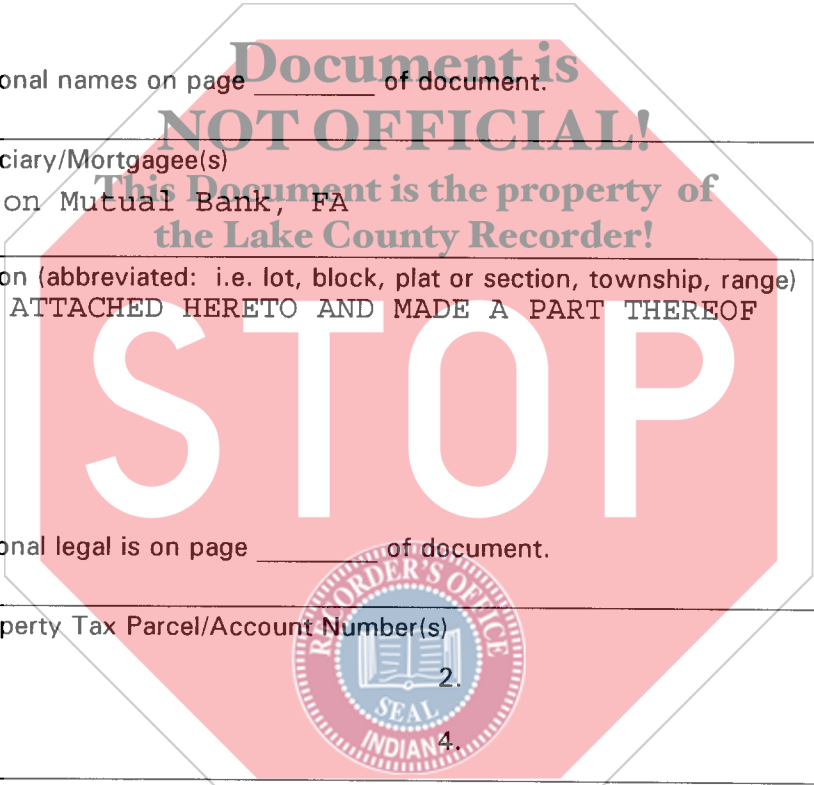 Document is
onal names on page ________ of document.
NOT OFFICIAL!
ciary/Mortgagee(s)
This Document is the property of
on Mutual Bank, FA
the Lake County Recorder!
on (abbreviated: i.e. lot, block, plat or section, township, range)
ATTACHED HERETO AND MADE A PART THEREOF
STOP
onal legal is on page ________ of document.
RECORDER'S OFFICE
perty Tax Parcel/Account Number(s)
2.
SEAL
4.
INDIANA